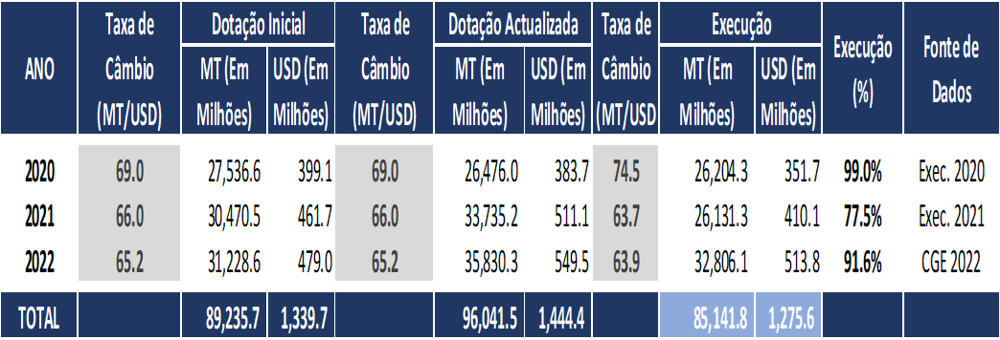 ANO Taxa de Câmbio (MT/USD) Dotação Inicial MT (Em Milhões) USD (Em Milhões) Taxa de Câmbio (MT/USD) Dotação Actualizada MT (Em Milhões) USD (Em Milhões) Taxa de Câmbio (MT/USD) Execução MT (Em Milhões) USD (Em Milhões) Execução (%) Fonte de Dados
2020 69.0 27,536.6 399.1 69.0 26,476.0 383.7 74.5 26,204.3 351.7 99.0% Exec. 2020
2021 66.0 30,470.5 461.7 66.0 33,735.2 511.1 63.7 26,131.3 410.1 77.5% Exec. 2021
2022 65.2 31,228.6 479.0 65.2 35,830.3 549.5 63.9 32,806.1 513.8 91.6% CGE 2022
TOTAL 89,235.7 1,339.7 96,041.5 1,444.4 85,141.8 1,275.6